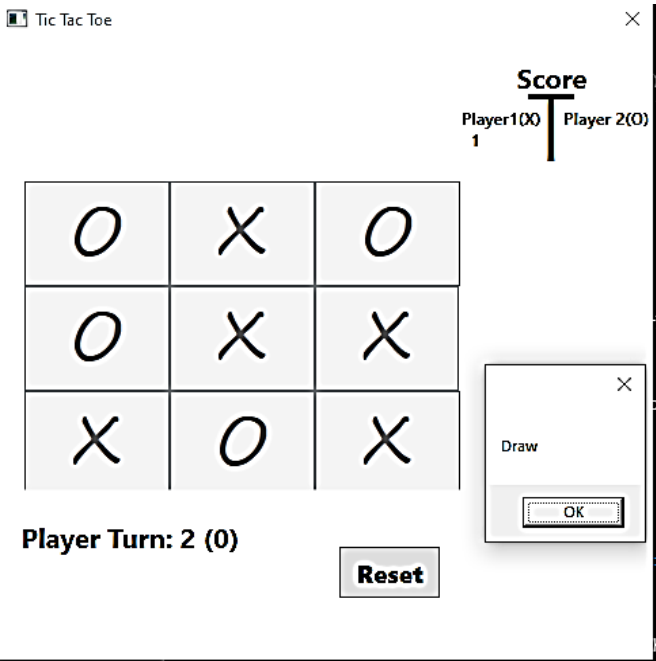 Tic Tac Toe
Score
Player1(X) Player 2(O)
1
O X O
O X X
X O X
Draw
OK
Player Turn: 2 (0)
Reset